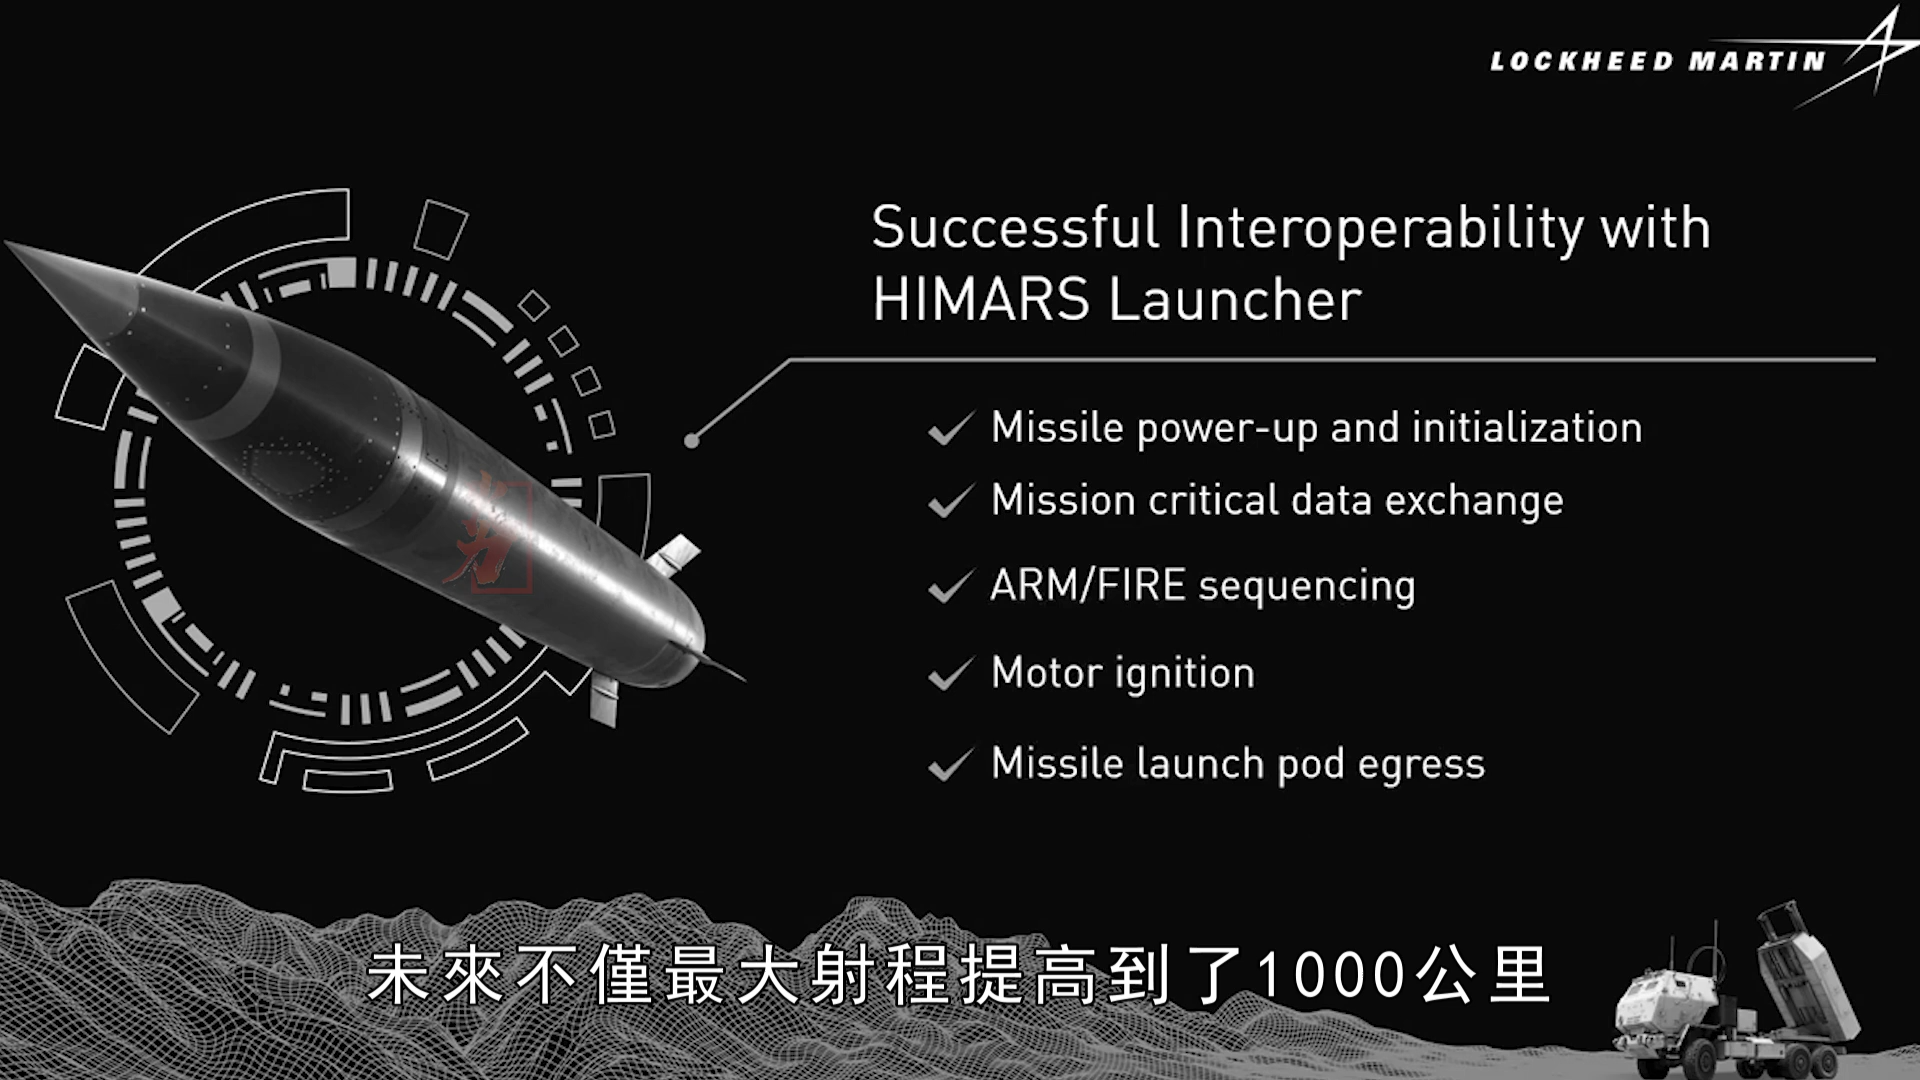 LOCKHEED MARTIN
Successful Interoperability with
HIMARS Launcher
Missile power-up and initialization
Mission critical data exchange
ARM/FIRE sequencing
Motor ignition
Missile launch pod egress
未來不僅最大射程提高到了1000公里